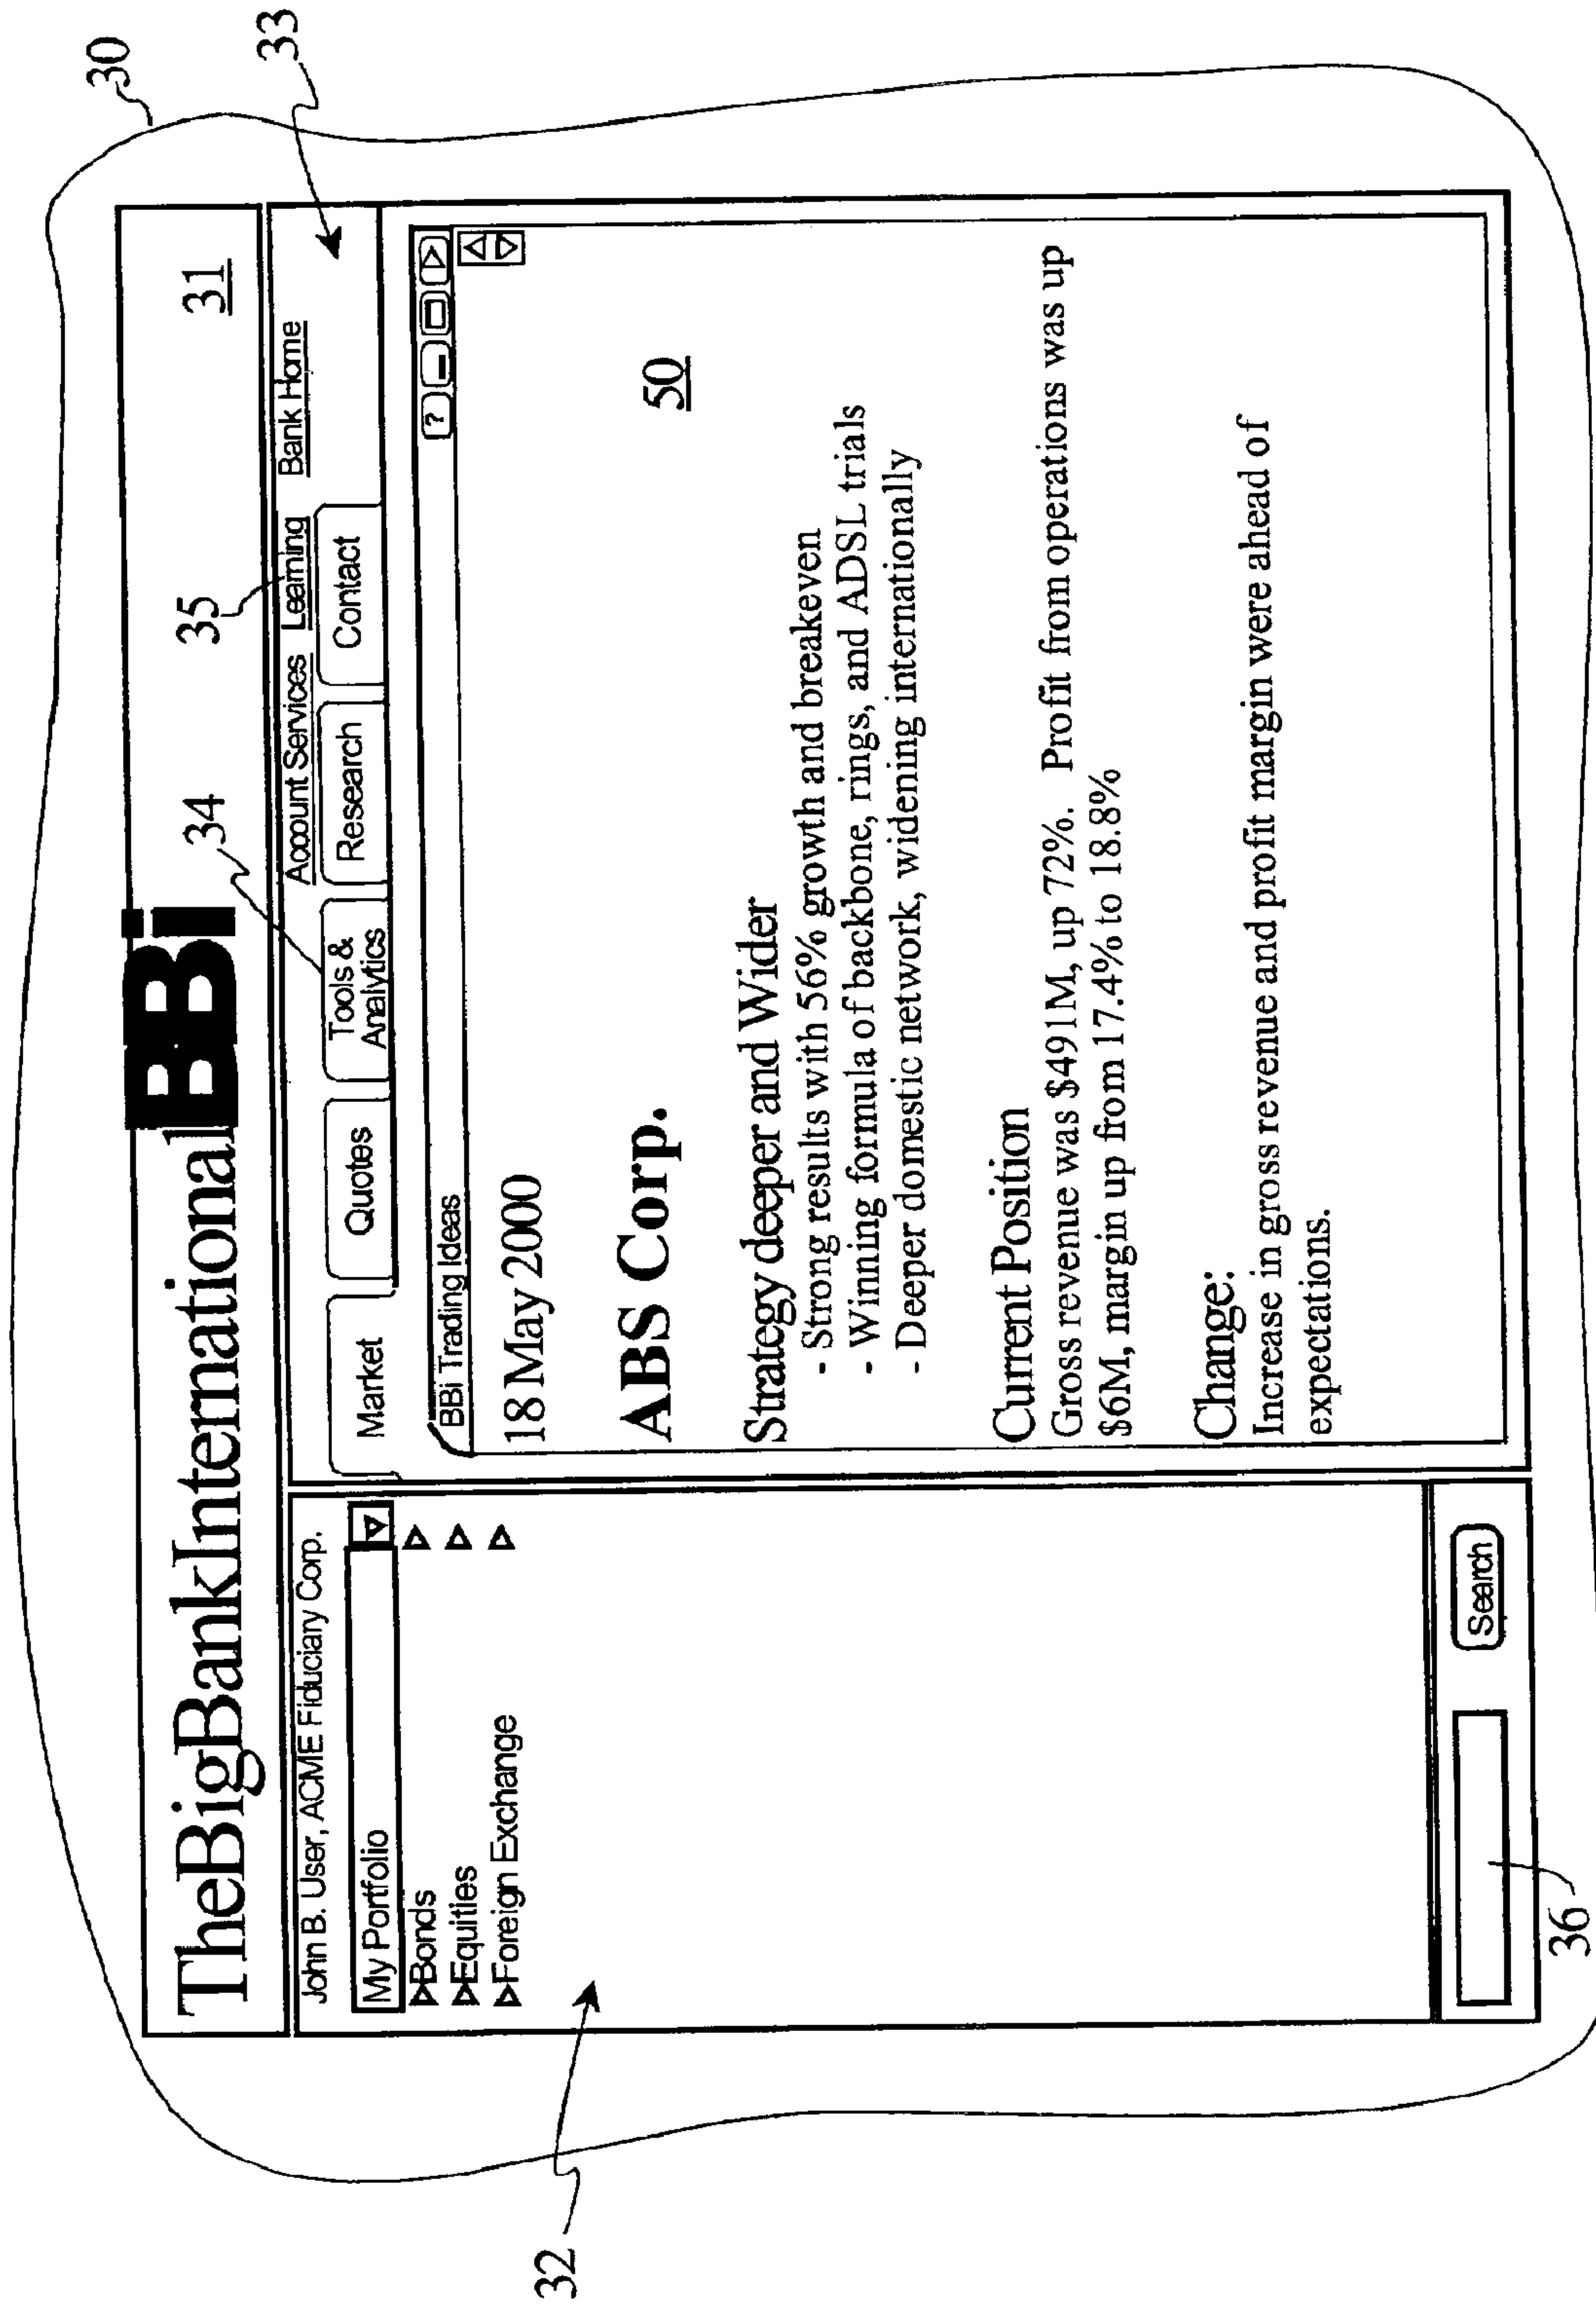 30
TheBigBankInternational BBi
31
33
34
35
John B. User, ACME Fiduciary Corp.
My Portfolio
Bonds
Equities
Foreign Exchange
32
36
Search
Account Services Learning Bank Home
Market Quotes Tools & Analytics Research Contact
BBi Trading Ideas
?
18 May 2000
50
ABS Corp.
Strategy deeper and Wider
- Strong results with 56% growth and breakeven
- Winning formula of backbone, rings, and ADSL trials
- Deeper domestic network, widening internationally
Current Position
Gross revenue was $491M, up 72%. Profit from operations was up
$6M, margin up from 17.4% to 18.8%
Change:
Increase in gross revenue and profit margin were ahead of
expectations.